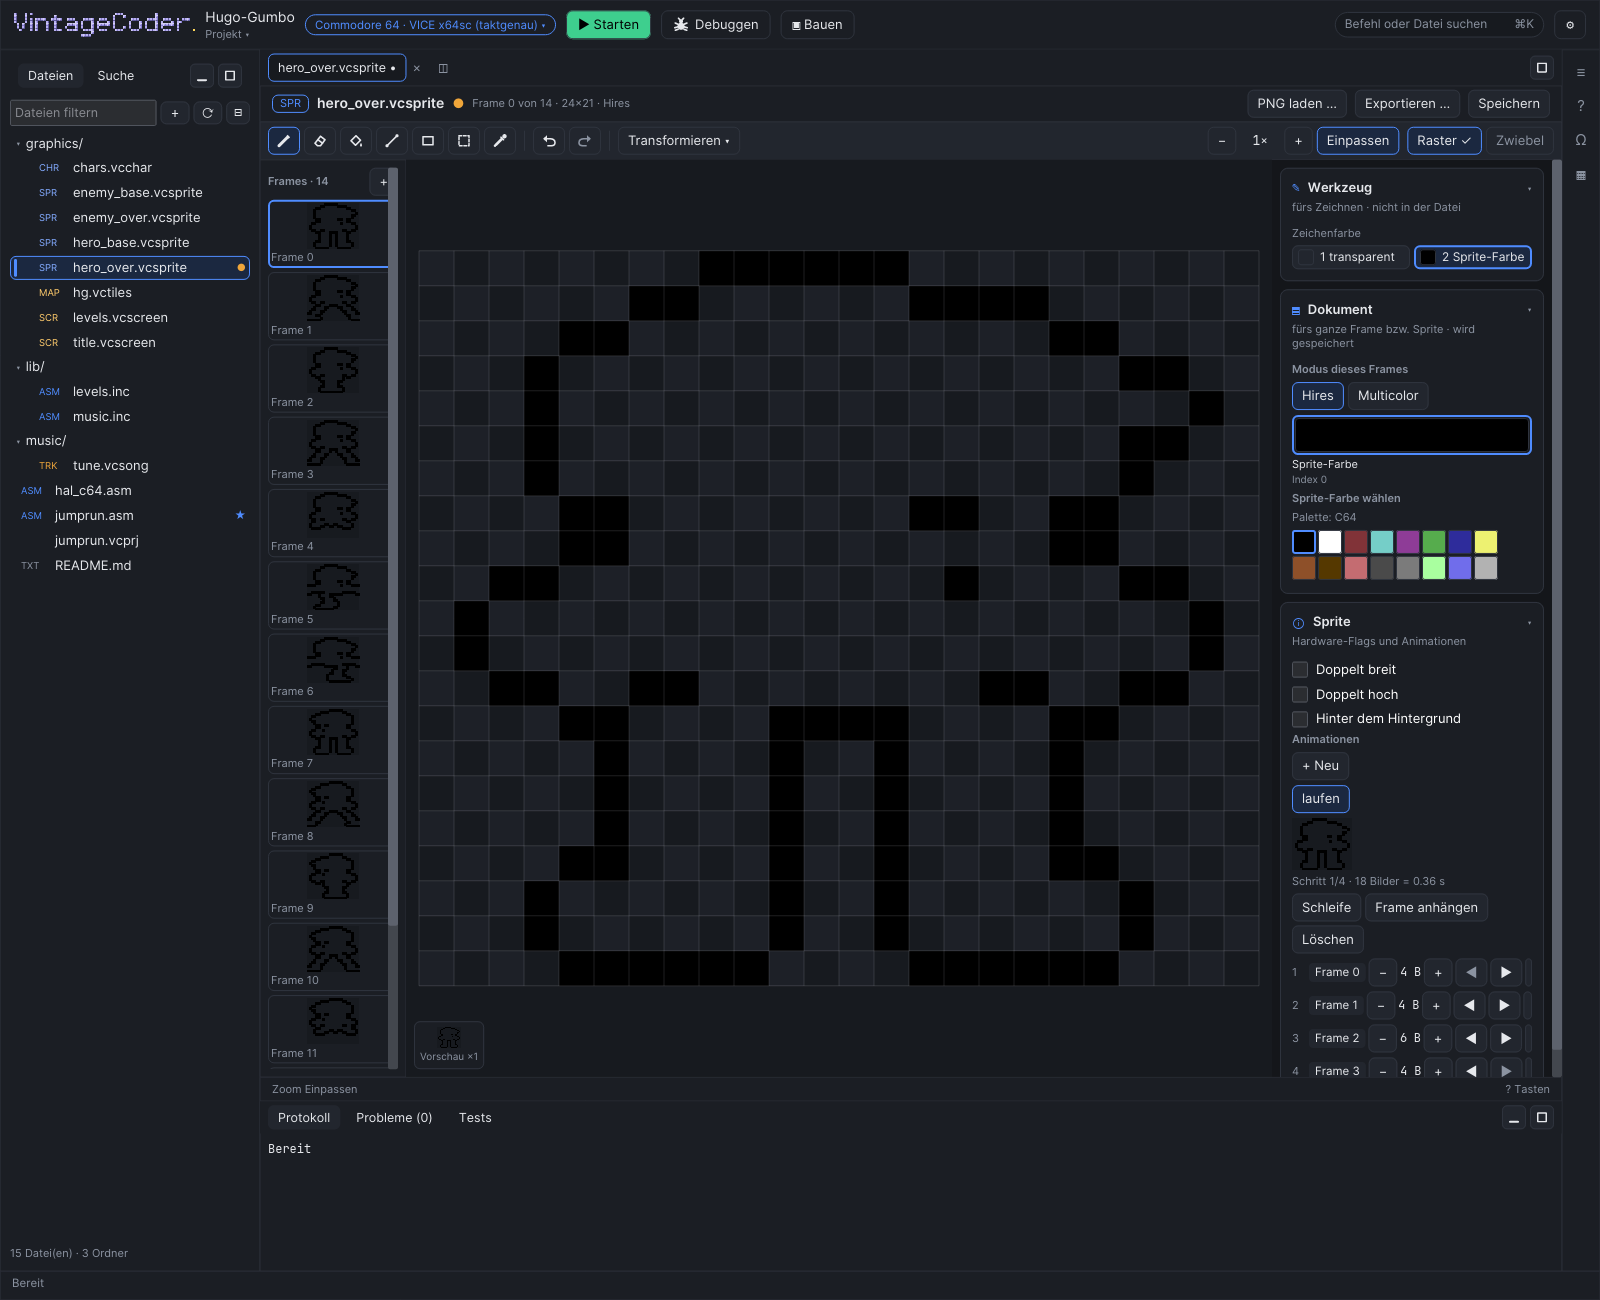 VintageCoder.
Hugo-Gumbo
Projekt
Commodore 64 · VICE x64sc (taktgenau)
Starten
Debuggen
Bauen
Befehl oder Datei suchen ⌘K
Dateien
Suche
Dateien filtern
graphics/
CHR chars.vcchar
SPR enemy_base.vcsprite
SPR enemy_over.vcsprite
SPR hero_base.vcsprite
SPR hero_over.vcsprite
MAP hg.vctiles
SCR levels.vcscreen
SCR title.vcscreen
lib/
ASM levels.inc
ASM music.inc
music/
TRK tune.vcsong
ASM hal_c64.asm
ASM jumprun.asm
jumprun.vcprj
TXT README.md
15 Datei(en) · 3 Ordner
hero_over.vcsprite •
SPR hero_over.vcsprite
Frame 0 von 14 · 24×21 · Hires
PNG laden ...
Exportieren ...
Speichern
Transformieren
− 1× +
Einpassen
Raster ✓
Zwiebel
Frames · 14
+
Frame 0
Frame 1
Frame 2
Frame 3
Frame 4
Frame 5
Frame 6
Frame 7
Frame 8
Frame 9
Frame 10
Frame 11
Vorschau ×1
Werkzeug
fürs Zeichnen · nicht in der Datei
Zeichenfarbe
1 transparent
2 Sprite-Farbe
Dokument
fürs ganze Frame bzw. Sprite · wird
gespeichert
Modus dieses Frames
Hires
Multicolor
Sprite-Farbe
Index 0
Sprite-Farbe wählen
Palette: C64
Sprite
Hardware-Flags und Animationen
Doppelt breit
Doppelt hoch
Hinter dem Hintergrund
Animationen
+ Neu
laufen
Schritt 1/4 · 18 Bilder = 0.36 s
Schleife
Frame anhängen
Löschen
1 Frame 0 − 4 B +
2 Frame 1 − 4 B +
3 Frame 2 − 6 B +
4 Frame 3 − 4 B +
Zoom Einpassen
? Tasten
Protokoll
Probleme (0)
Tests
Bereit
Bereit